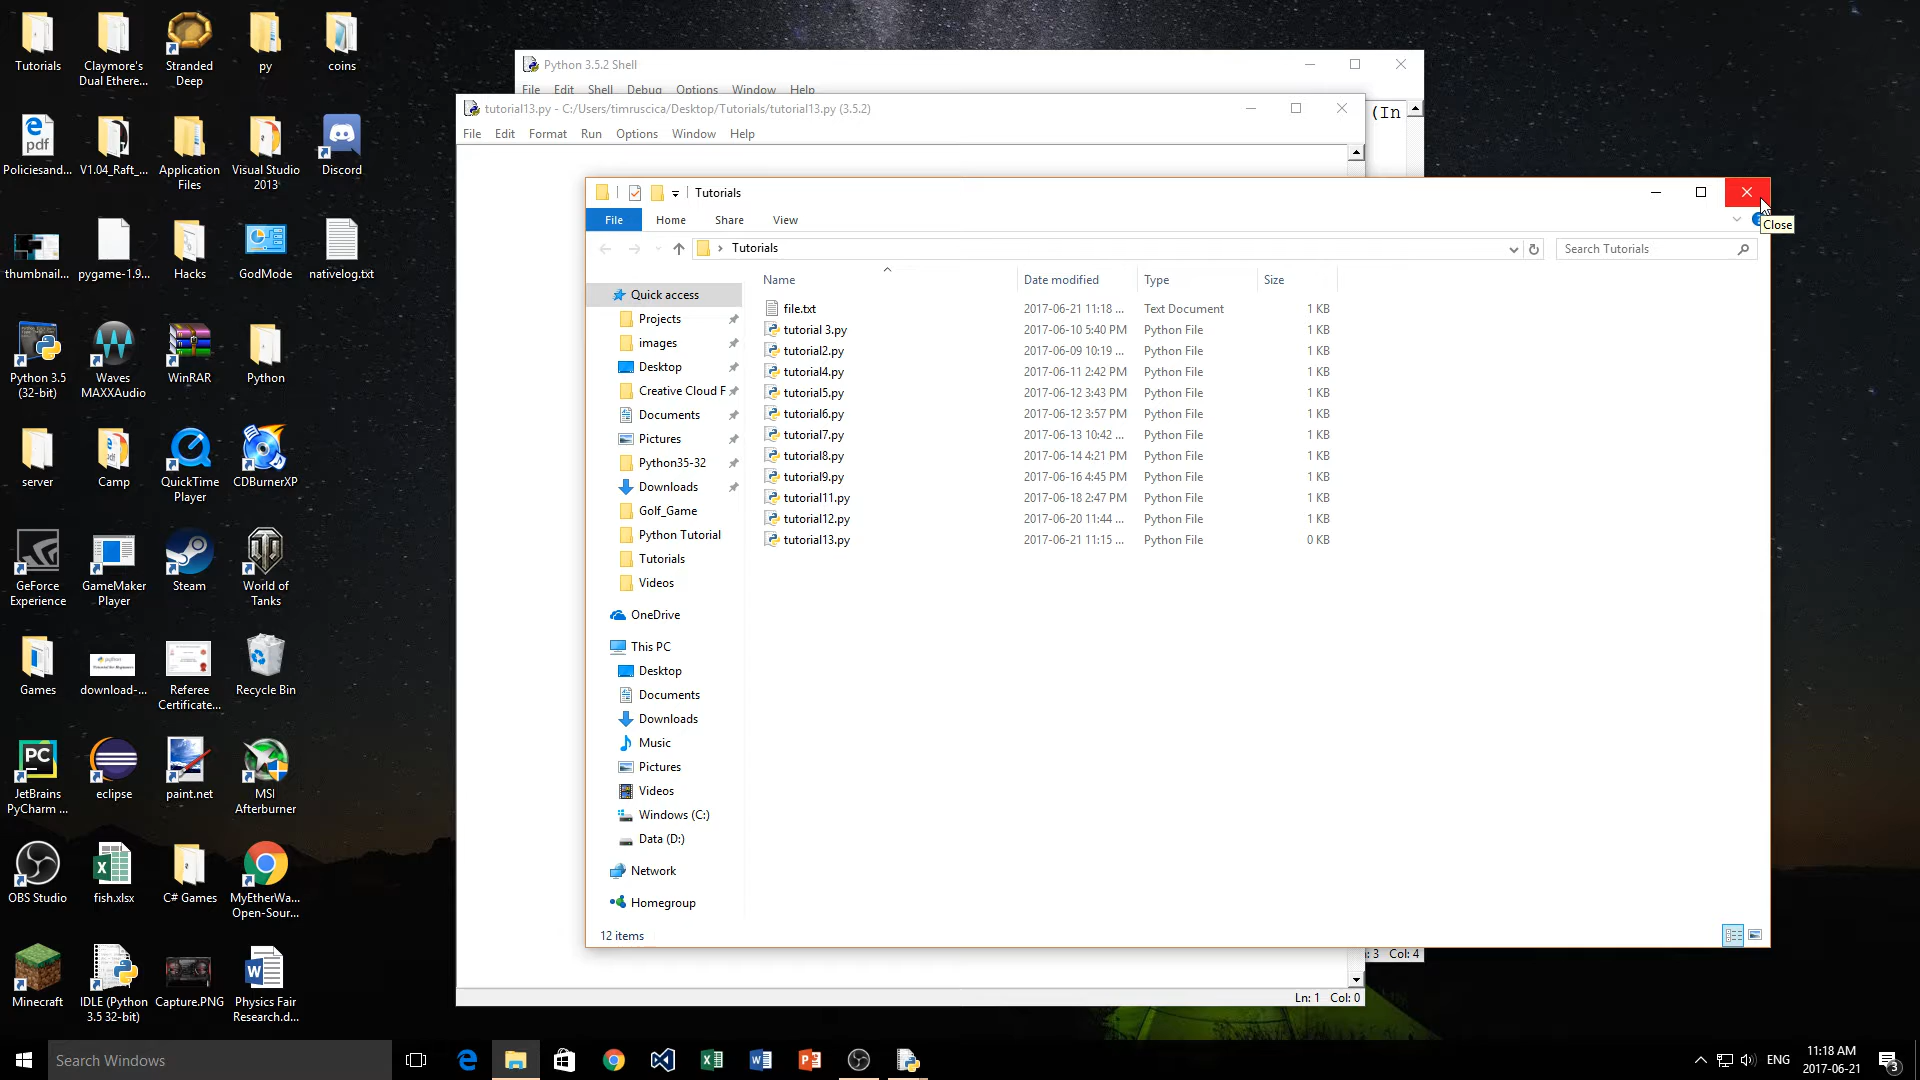 Tutorials
Claymore's
Dual Ethere...
Stranded
Deep
py
coins
Policiesand...
V1.04_Raft_...
Application
Files
Visual Studio
2013
Discord
thumbnail...
pygame-1.9...
Hacks
GodMode
nativelog.txt
Python 3.5
(32-bit)
Waves
MAXXAudio
WinRAR
Python
server
Camp
QuickTime
Player
CDBurnerXP
GeForce
Experience
GameMaker
Player
Steam
World of
Tanks
Games
download-...
Referee
Certificate...
Recycle Bin
JetBrains
PyCharm ...
eclipse
paint.net
MSI
Afterburner
OBS Studio
fish.xlsx
C# Games
MyEtherWa...
Open-Sour...
Minecraft
IDLE (Python
3.5 32-bit)
Capture.PNG
Physics Fair
Research.d...
Python 3.5.2 Shell
File Edit Shell Debug Options Window Help
(In
tutorial13.py - C:/Users/timruscica/Desktop/Tutorials/tutorial13.py (3.5.2)
File Edit Format Run Options Window Help
Tutorials
File Home Share View
Close
Tutorials
Search Tutorials
Name Date modified Type Size
Quick access
Projects
images
Desktop
Creative Cloud F
Documents
Pictures
Python35-32
Downloads
Golf_Game
Python Tutorial
Tutorials
Videos
OneDrive
This PC
Desktop
Documents
Downloads
Music
Pictures
Videos
Windows (C:)
Data (D:)
Network
Homegroup
file.txt 2017-06-21 11:18 ... Text Document 1 KB
tutorial 3.py 2017-06-10 5:40 PM Python File 1 KB
tutorial2.py 2017-06-09 10:19 ... Python File 1 KB
tutorial4.py 2017-06-11 2:42 PM Python File 1 KB
tutorial5.py 2017-06-12 3:43 PM Python File 1 KB
tutorial6.py 2017-06-12 3:57 PM Python File 1 KB
tutorial7.py 2017-06-13 10:42 ... Python File 1 KB
tutorial8.py 2017-06-14 4:21 PM Python File 1 KB
tutorial9.py 2017-06-16 4:45 PM Python File 1 KB
tutorial11.py 2017-06-18 2:47 PM Python File 1 KB
tutorial12.py 2017-06-20 11:44 ... Python File 1 KB
tutorial13.py 2017-06-21 11:15 ... Python File 0 KB
12 items
: 3 Col: 4
Ln: 1 Col: 0
Search Windows
ENG
11:18 AM
2017-06-21
3